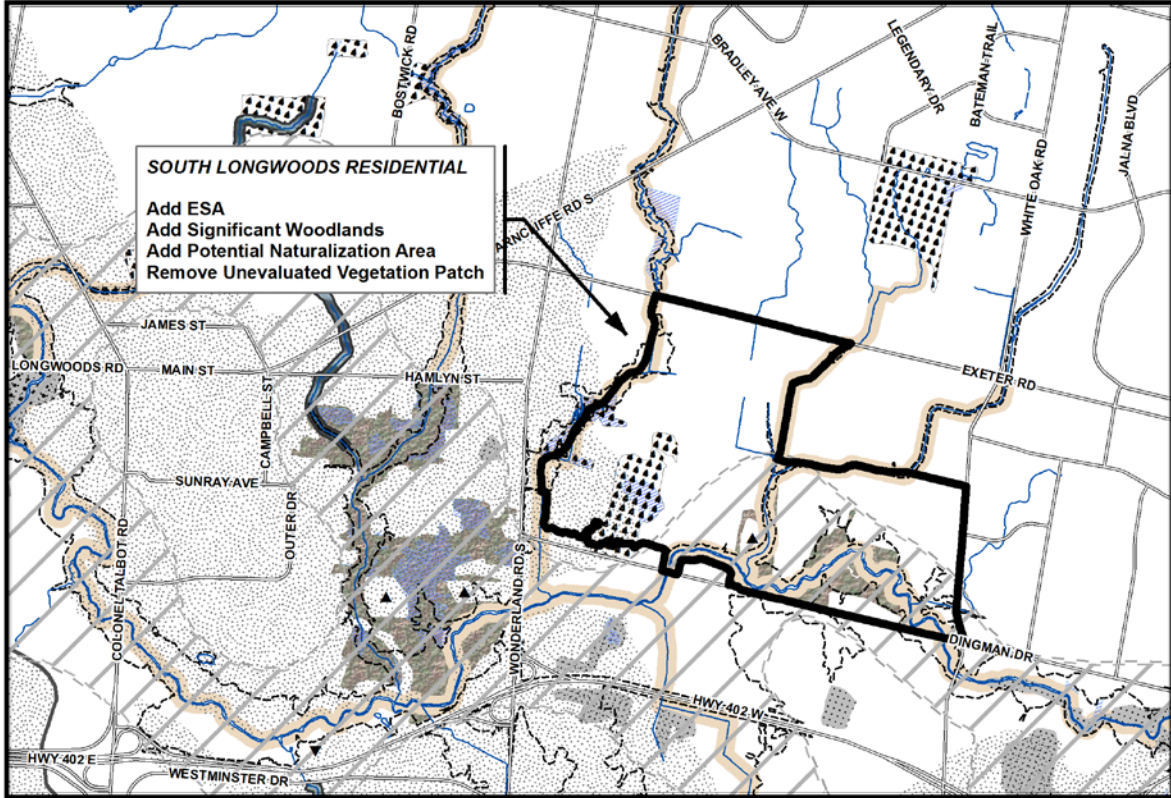 BOSTWICK RD
BRADLEY AVE W
LEGENDARY DR
BATEMAN TRAIL
WHITE OAK RD
JALNA BLVD
SOUTH LONGWOODS RESIDENTIAL
Add ESA
Add Significant Woodlands
Add Potential Naturalization Area
Remove Unevaluated Vegetation Patch
ARNCLIFFE RD S
JAMES ST
LONGWOODS RD
MAIN ST
HAMLYN ST
EXETER RD
CAMPBELL ST
SUNRAY AVE
OUTER DR
COLONEL TALBOT RD
WONDERLAND RD S
DINGMAN DR
HWY 402 W
HWY 402 E
WESTMINSTER DR